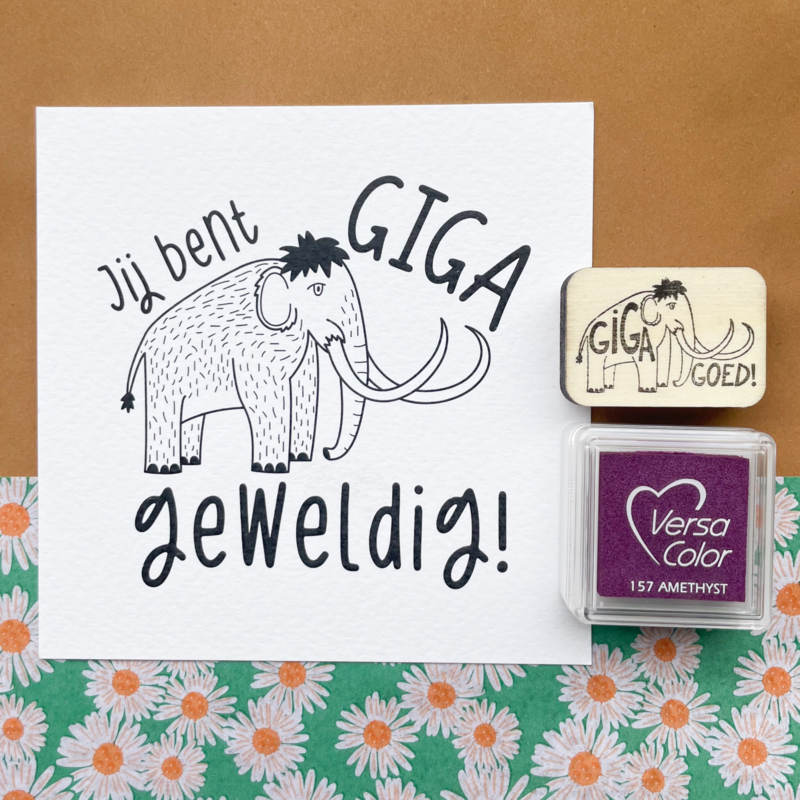 Jij bent GIGA
geweldig!
GiGA
GOED!
Versa
Color
157 AMETHYST